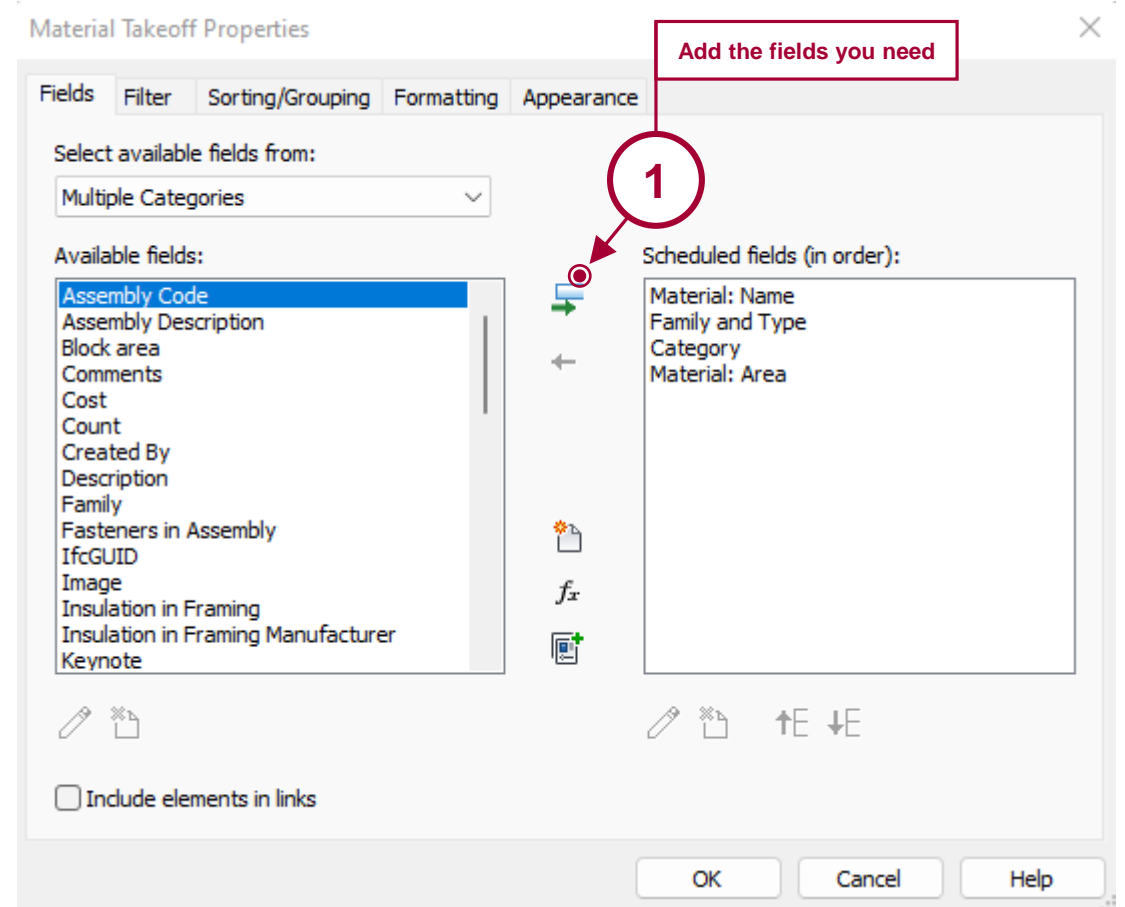 Material Takeoff Properties
Add the fields you need
Fields Filter Sorting/Grouping Formatting Appearance
1
Select available fields from:
Multiple Categories
Available fields:
Assembly Code
Assembly Description
Block area
Comments
Cost
Count
Created By
Description
Family
Fasteners in Assembly
IfcGUID
Image
Insulation in Framing
Insulation in Framing Manufacturer
Keynote
fx
Scheduled fields (in order):
Material: Name
Family and Type
Category
Material: Area
E E
Include elements in links
OK Cancel Help